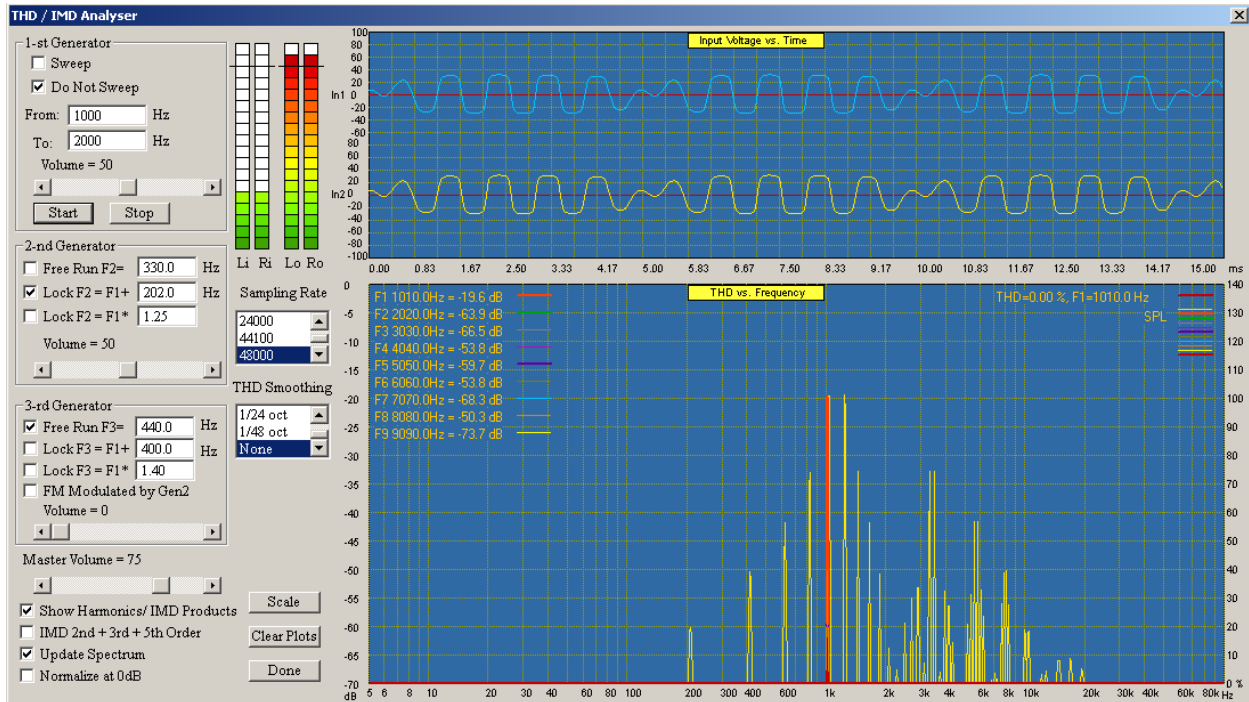 THD / IMD Analyser
1-st Generator
Sweep
Do Not Sweep
From: 1000 Hz
To: 2000 Hz
Volume = 50
Start Stop
2-nd Generator
Free Run F2= 330.0 Hz
Lock F2 = F1+ 202.0 Hz
Lock F2 = F1* 1.25
Volume = 50
3-rd Generator
Free Run F3= 440.0 Hz
Lock F3 = F1+ 400.0 Hz
Lock F3 = F1* 1.40
FM Modulated by Gen2
Volume = 0
Master Volume = 75
Show Harmonics/ IMD Products
IMD 2nd + 3rd + 5th Order
Update Spectrum
Normalize at 0dB
Li Ri Lo Ro
Sampling Rate
24000
44100
48000
THD Smoothing
1/24 oct
1/48 oct
None
Scale
Clear Plots
Done
Input Voltage vs. Time
100
80
60
40
20
In1 0
-20
-40
-60
80
60
40
20
In2 0
-20
-40
-60
-80
-100
0.00 0.83 1.67 2.50 3.33 4.17 5.00 5.83 6.67 7.50 8.33 9.17 10.00 10.83 11.67 12.50 13.33 14.17 15.00 ms
THD vs. Frequency
THD=0.00 %, F1=1010.0 Hz
SPL
F1 1010.0Hz = -19.6 dB
F2 2020.0Hz = -63.9 dB
F3 3030.0Hz = -66.5 dB
F4 4040.0Hz = -53.8 dB
F5 5050.0Hz = -59.7 dB
F6 6060.0Hz = -53.8 dB
F7 7070.0Hz = -68.3 dB
F8 8080.0Hz = -50.3 dB
F9 9090.0Hz = -73.7 dB
0
-5
-10
-15
-20
-25
-30
-35
-40
-45
-50
-55
-60
-65
-70
dB
140
130
120
110
100
90
80
70
60
50
40
30
20
10
0 %
5 6 8 10 20 30 40 60 80 100 200 300 400 600 1k 2k 3k 4k 6k 8k 10k 20k 30k 40k 60k 80k Hz